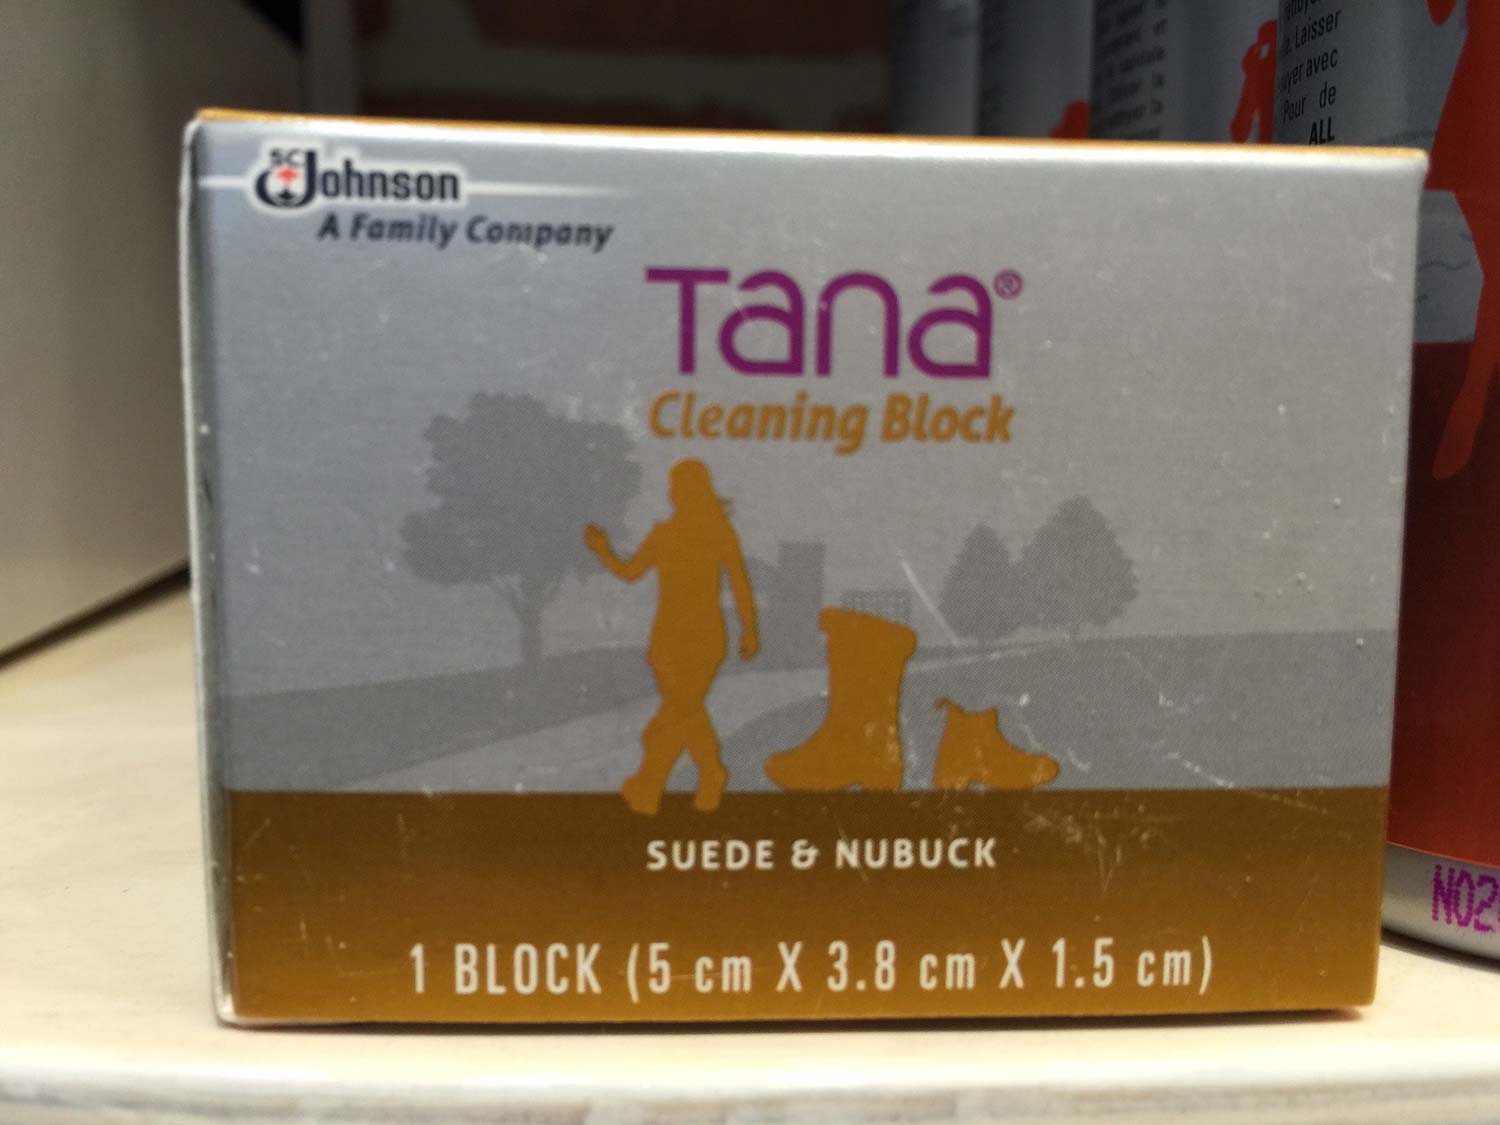 SC Johnson
A Family Company
Tana®
Cleaning Block
SUEDE & NUBUCK
1 BLOCK (5 cm X 3.8 cm X 1.5 cm)
Laisser
avec
Pour de
ALL